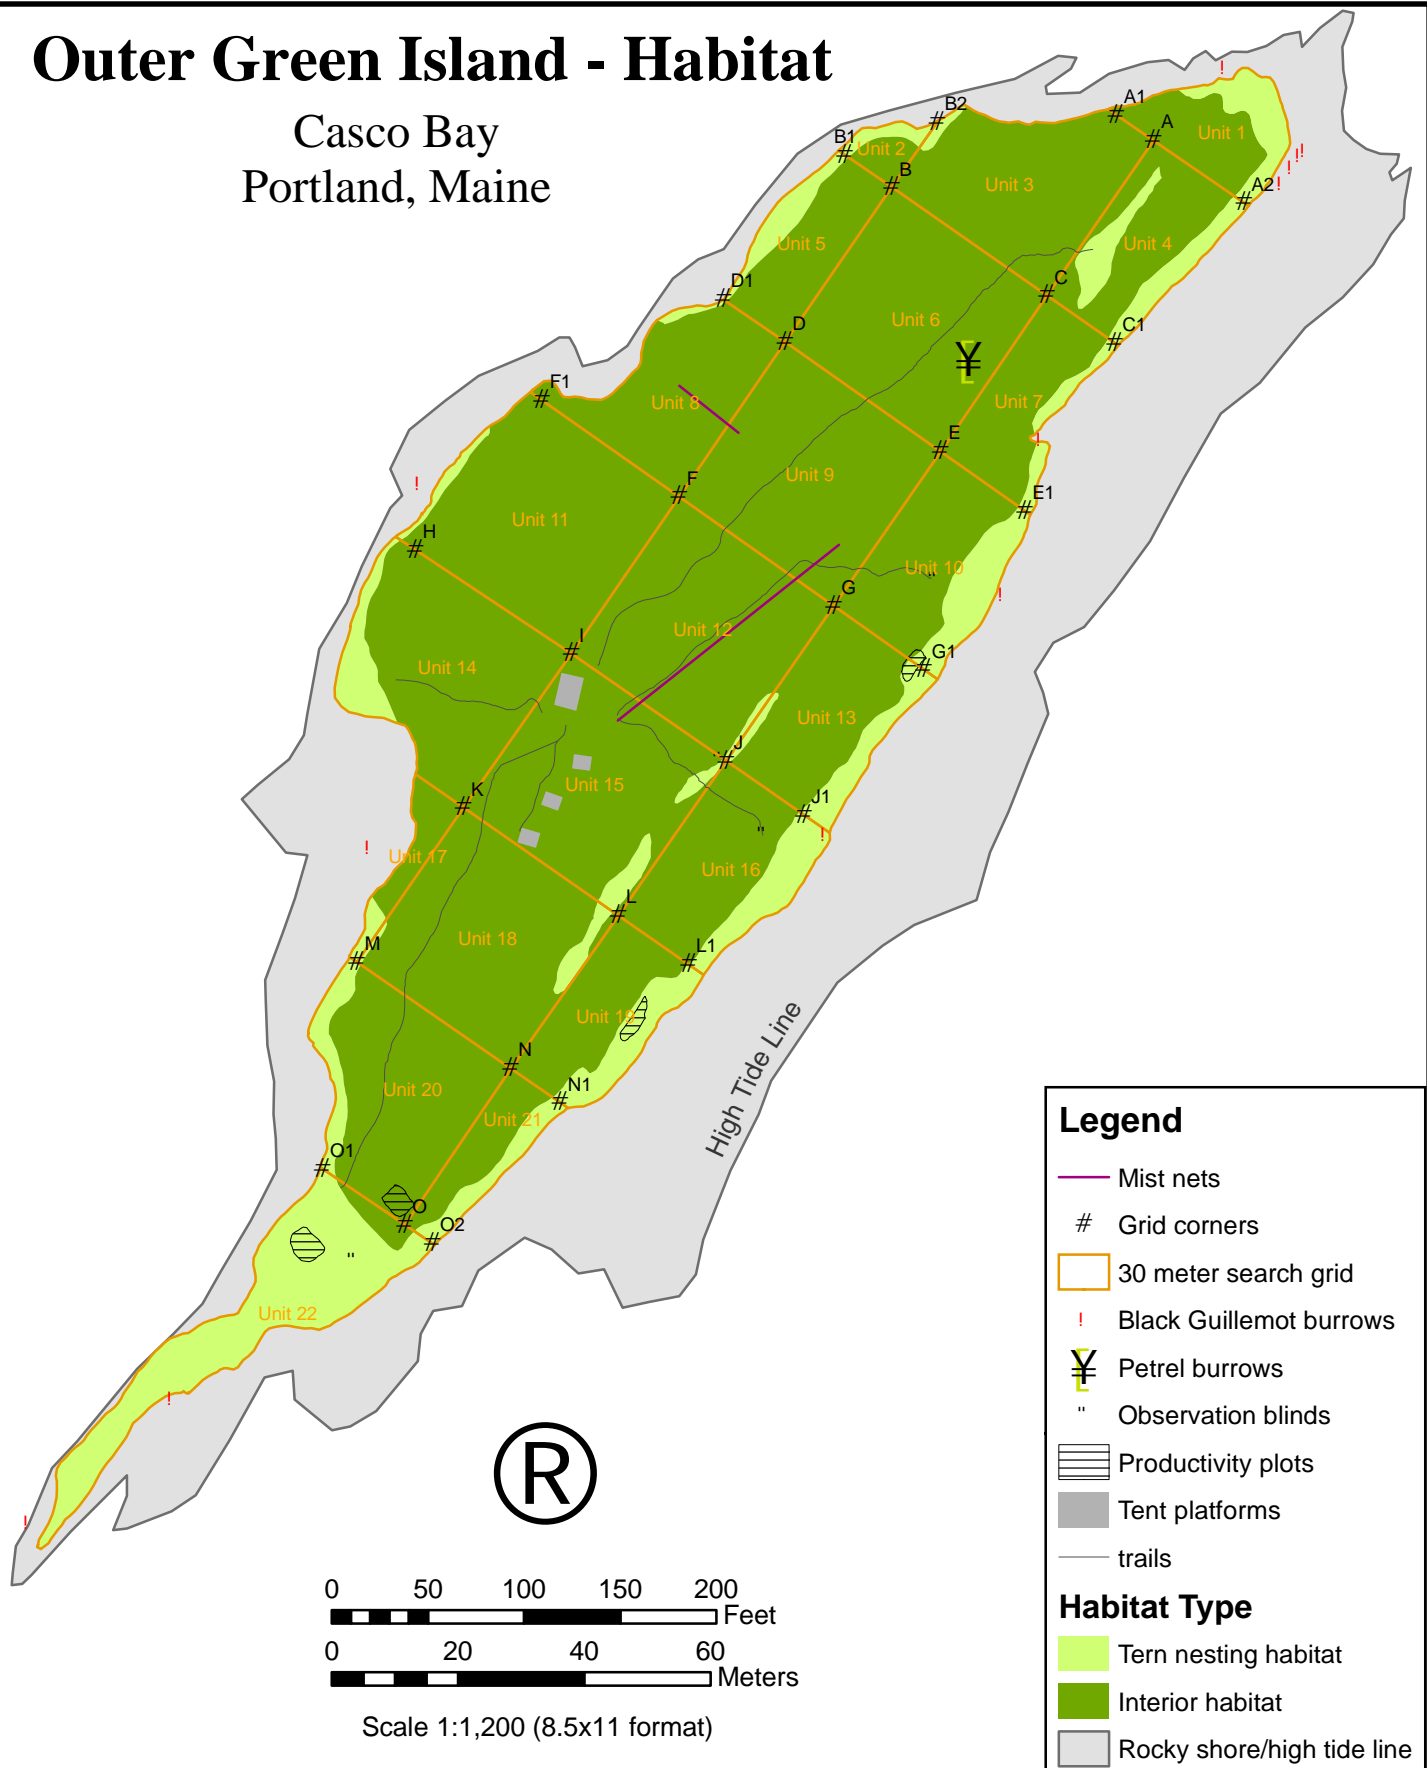 Outer Green Island - Habitat
Casco Bay
Portland, Maine
B2
A1
A
Unit 1
B1
Unit 2
B
Unit 3
A2
Unit 5
Unit 4
D1
C
D
Unit 6
C1
¥
F1
Unit 8
Unit 7
E
F
Unit 9
E1
Unit 11
H
Unit 10
G
I
Unit 12
G1
Unit 14
Unit 13
J
K
Unit 15
J1
Unit 17
Unit 16
L
M
Unit 18
L1
Unit 19
High Tide Line
N
Unit 20
N1
Unit 21
O1
O
O2
Unit 22
®
0 50 100 150 200
Feet
0 20 40 60
Meters
Scale 1:1,200 (8.5x11 format)
Legend
Mist nets
# Grid corners
30 meter search grid
! Black Guillemot burrows
¥ Petrel burrows
" Observation blinds
Productivity plots
Tent platforms
trails
Habitat Type
Tern nesting habitat
Interior habitat
Rocky shore/high tide line